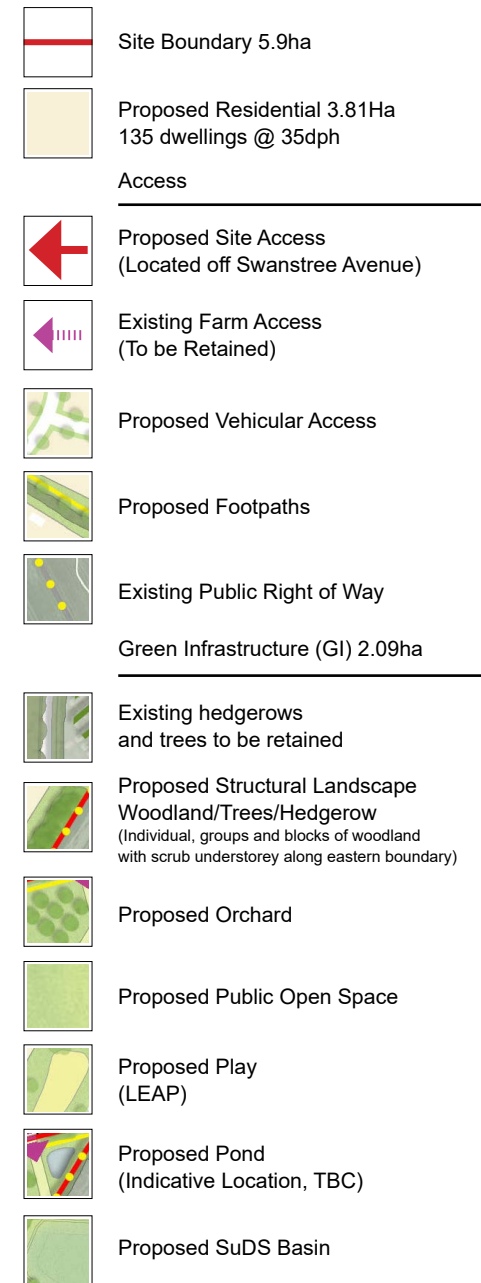 Site Boundary 5.9ha
Proposed Residential 3.81Ha
135 dwellings @ 35dph
Access
Proposed Site Access
(Located off Swanstree Avenue)
Existing Farm Access
(To be Retained)
Proposed Vehicular Access
Proposed Footpaths
Existing Public Right of Way
Green Infrastructure (GI) 2.09ha
Existing hedgerows
and trees to be retained
Proposed Structural Landscape
Woodland/Trees/Hedgerow
(Individual, groups and blocks of woodland
with scrub understorey along eastern boundary)
Proposed Orchard
Proposed Public Open Space
Proposed Play
(LEAP)
Proposed Pond
(Indicative Location, TBC)
Proposed SuDS Basin